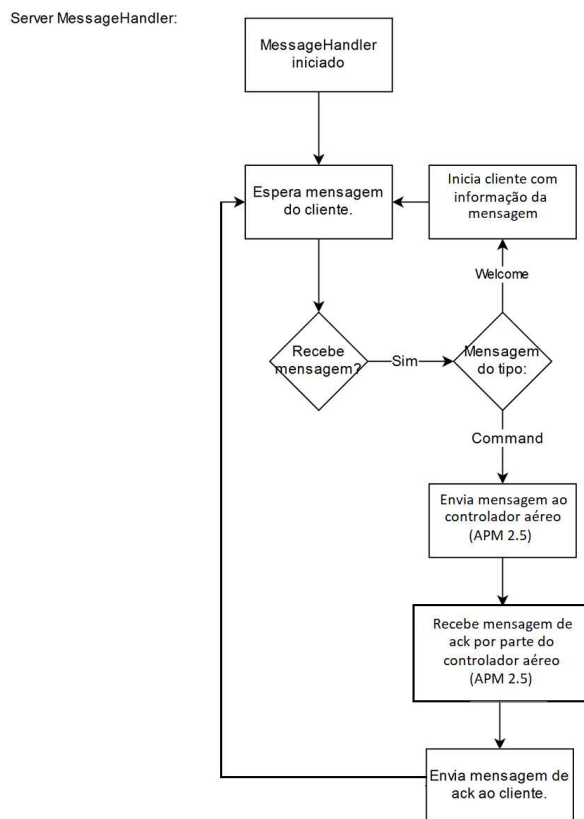 Server MessageHandler:
MessageHandler
iniciado
Espera mensagem
do cliente.
Inicia cliente com
informação da
mensagem
Welcome
Recebe
mensagem?
Sim
Mensagem
do tipo:
Command
Envia mensagem ao
controlador aéreo
(APM 2.5)
Recebe mensagem de
ack por parte do
controlador aéreo
(APM 2.5)
Envia mensagem de
ack ao cliente.